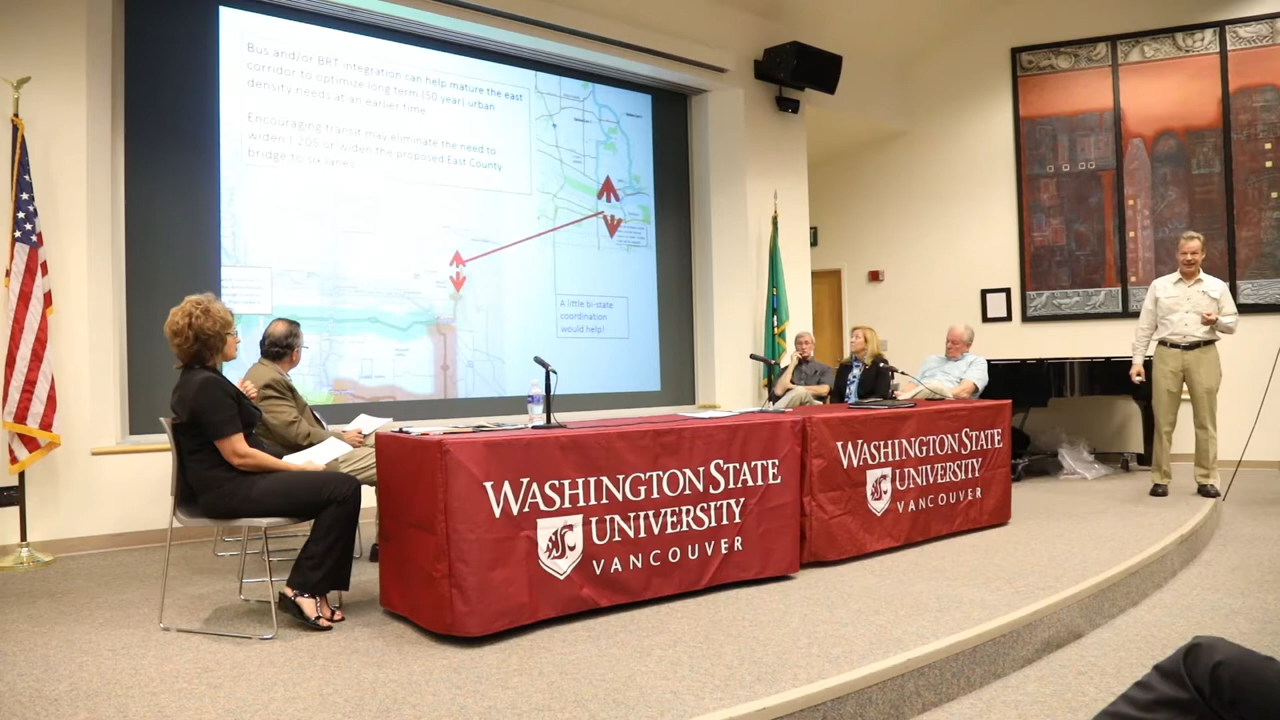 Bus and/or BRT integration can help mature the east
corridor to optimize long term (50 year) urban
density needs at an earlier time.
Encouraging transit may eliminate the need to
widen I-205 or widen the proposed East County
bridge to six lanes.
A little bi-state
coordination
would help?
WASHINGTON STATE
UNIVERSITY
VANCOUVER
WASHINGTON STATE
UNIVERSITY
VANCOUVER